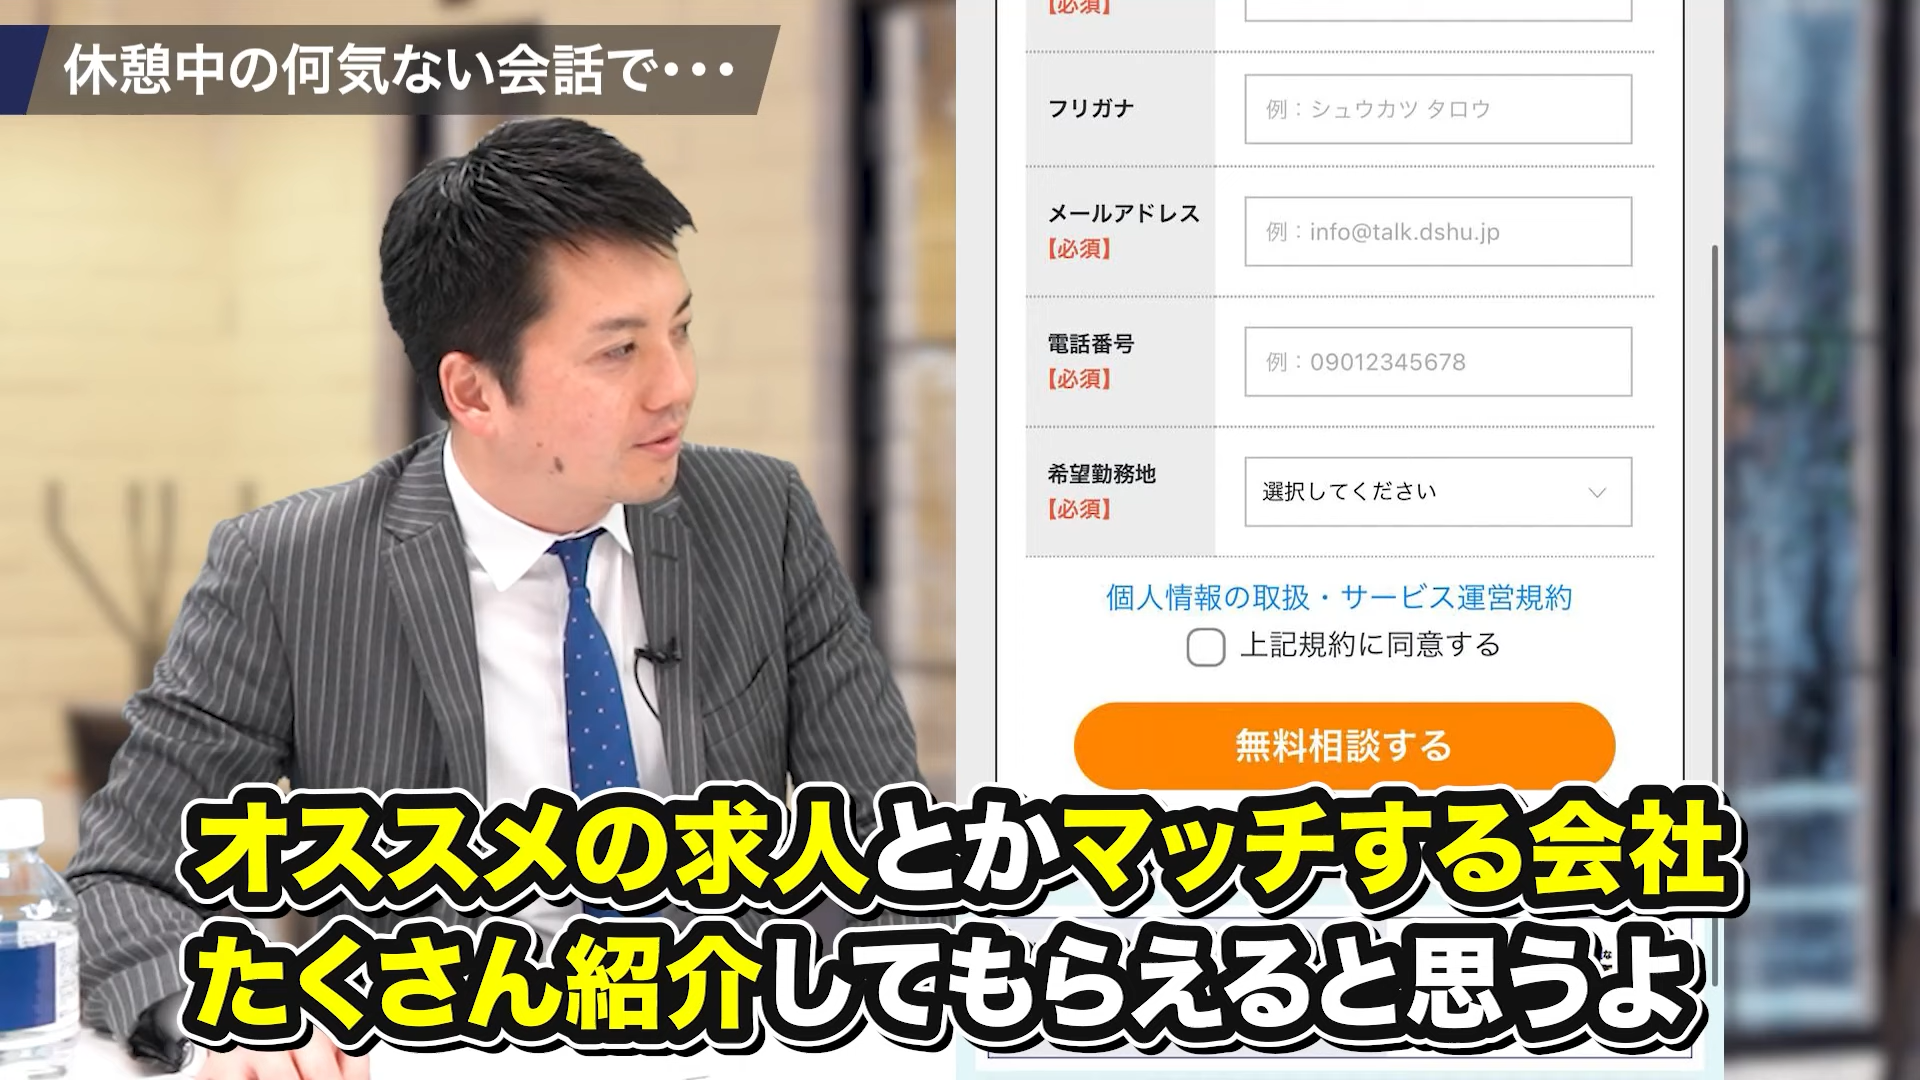 休憩中の何気ない会話で・・・
【必須】
フリガナ
例：シュウカツ タロウ
メールアドレス
【必須】
例：info@talk.dshu.jp
電話番号
【必須】
例：09012345678
希望勤務地
【必須】
選択してください
個人情報の取扱・サービス運営規約
上記規約に同意する
無料相談する
オススメの求人とかマッチする会社
たくさん紹介してもらえると思うよ